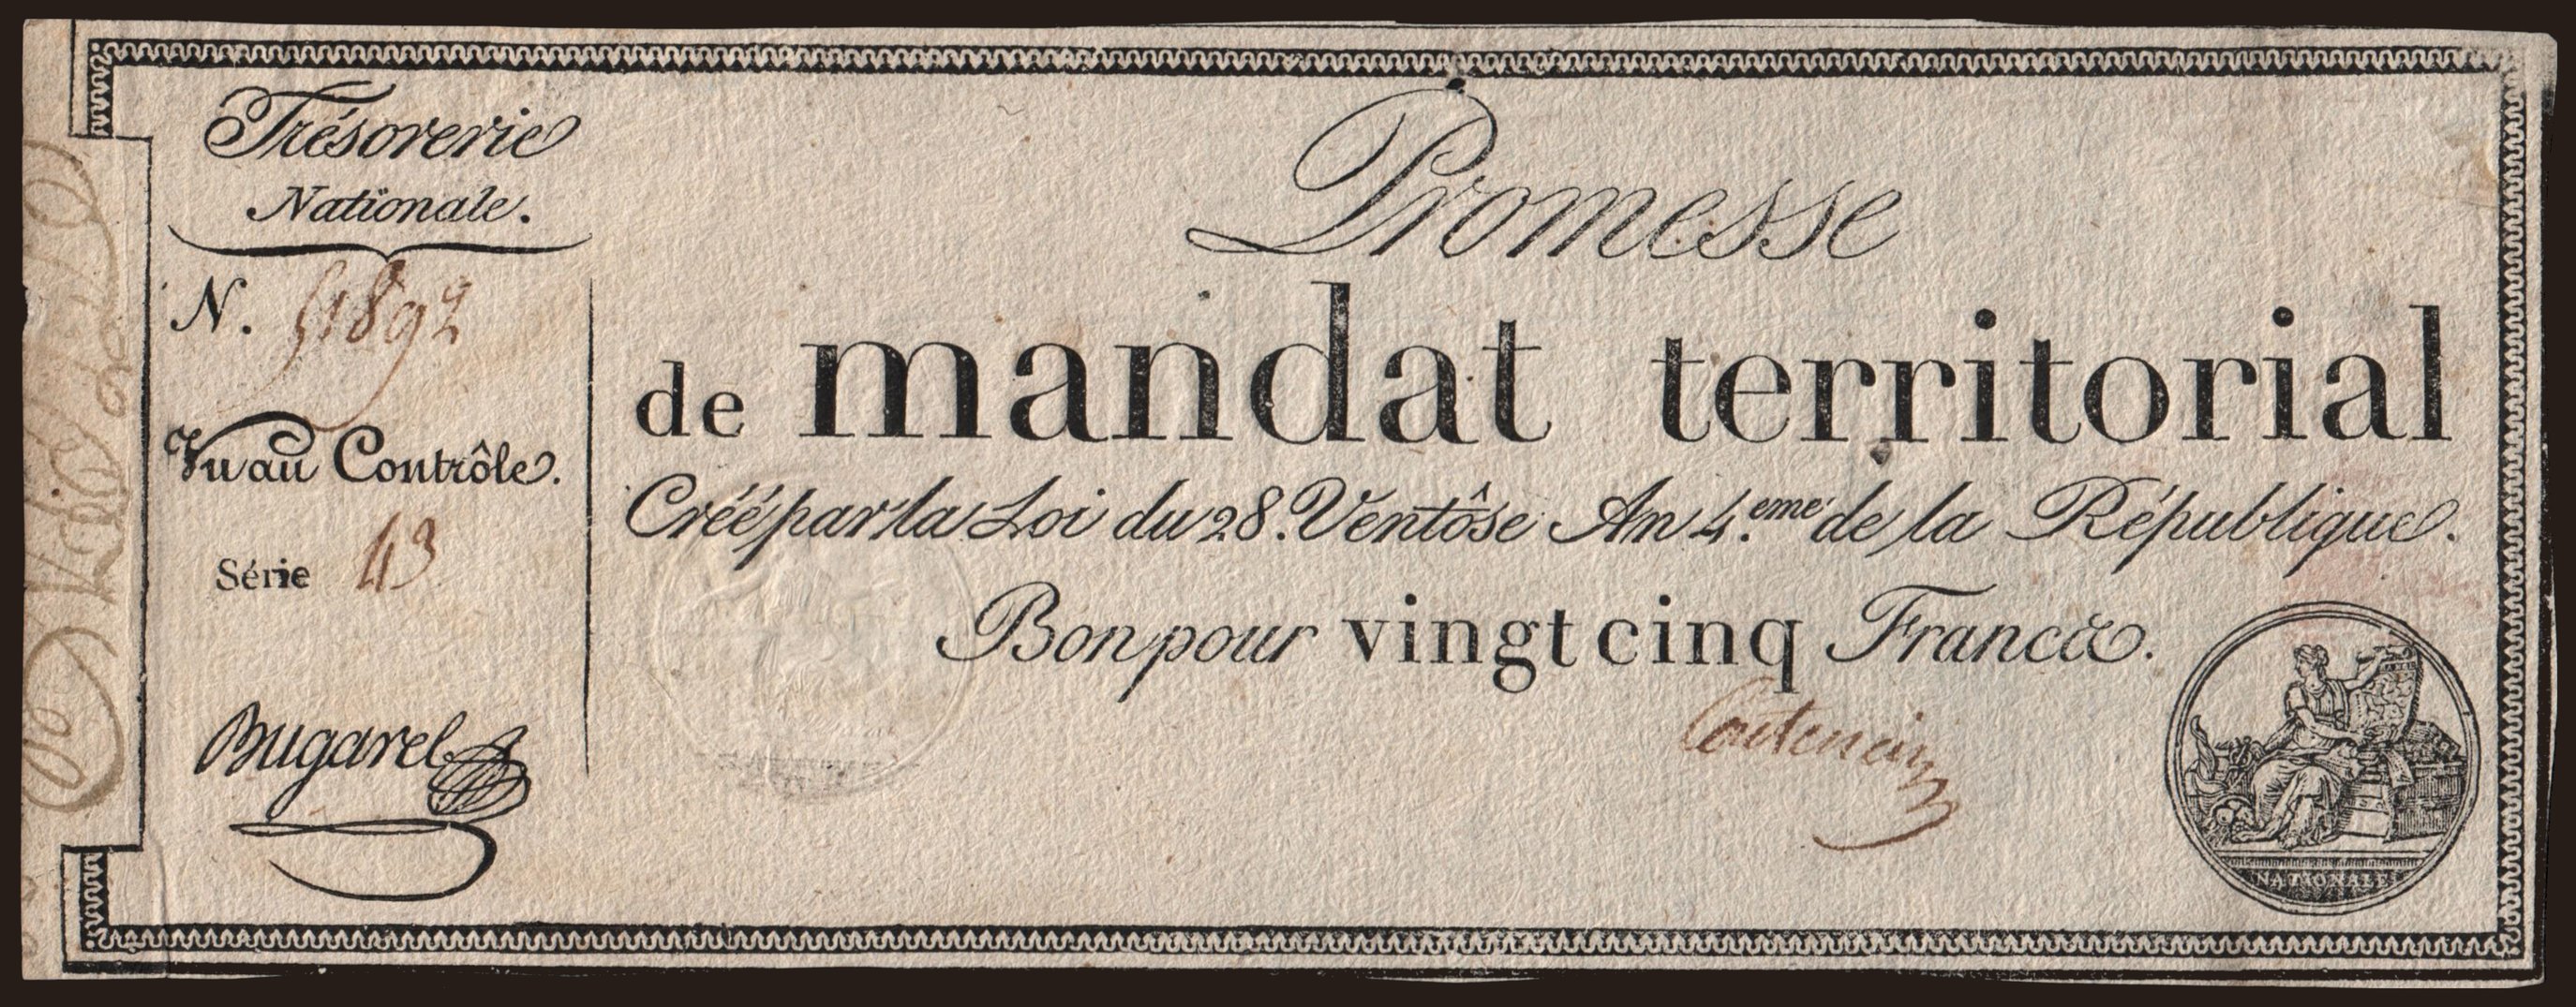 Trésorerie
Nationale.
N. 51892
Vu au Contrôle.
Série 43
Bugarel
Promesse
de mandat territorial
Créé par la Loi du 28. Ventôse An 4.eme de la République.
Bon pour vingt cinq Francs.
NATIONALE